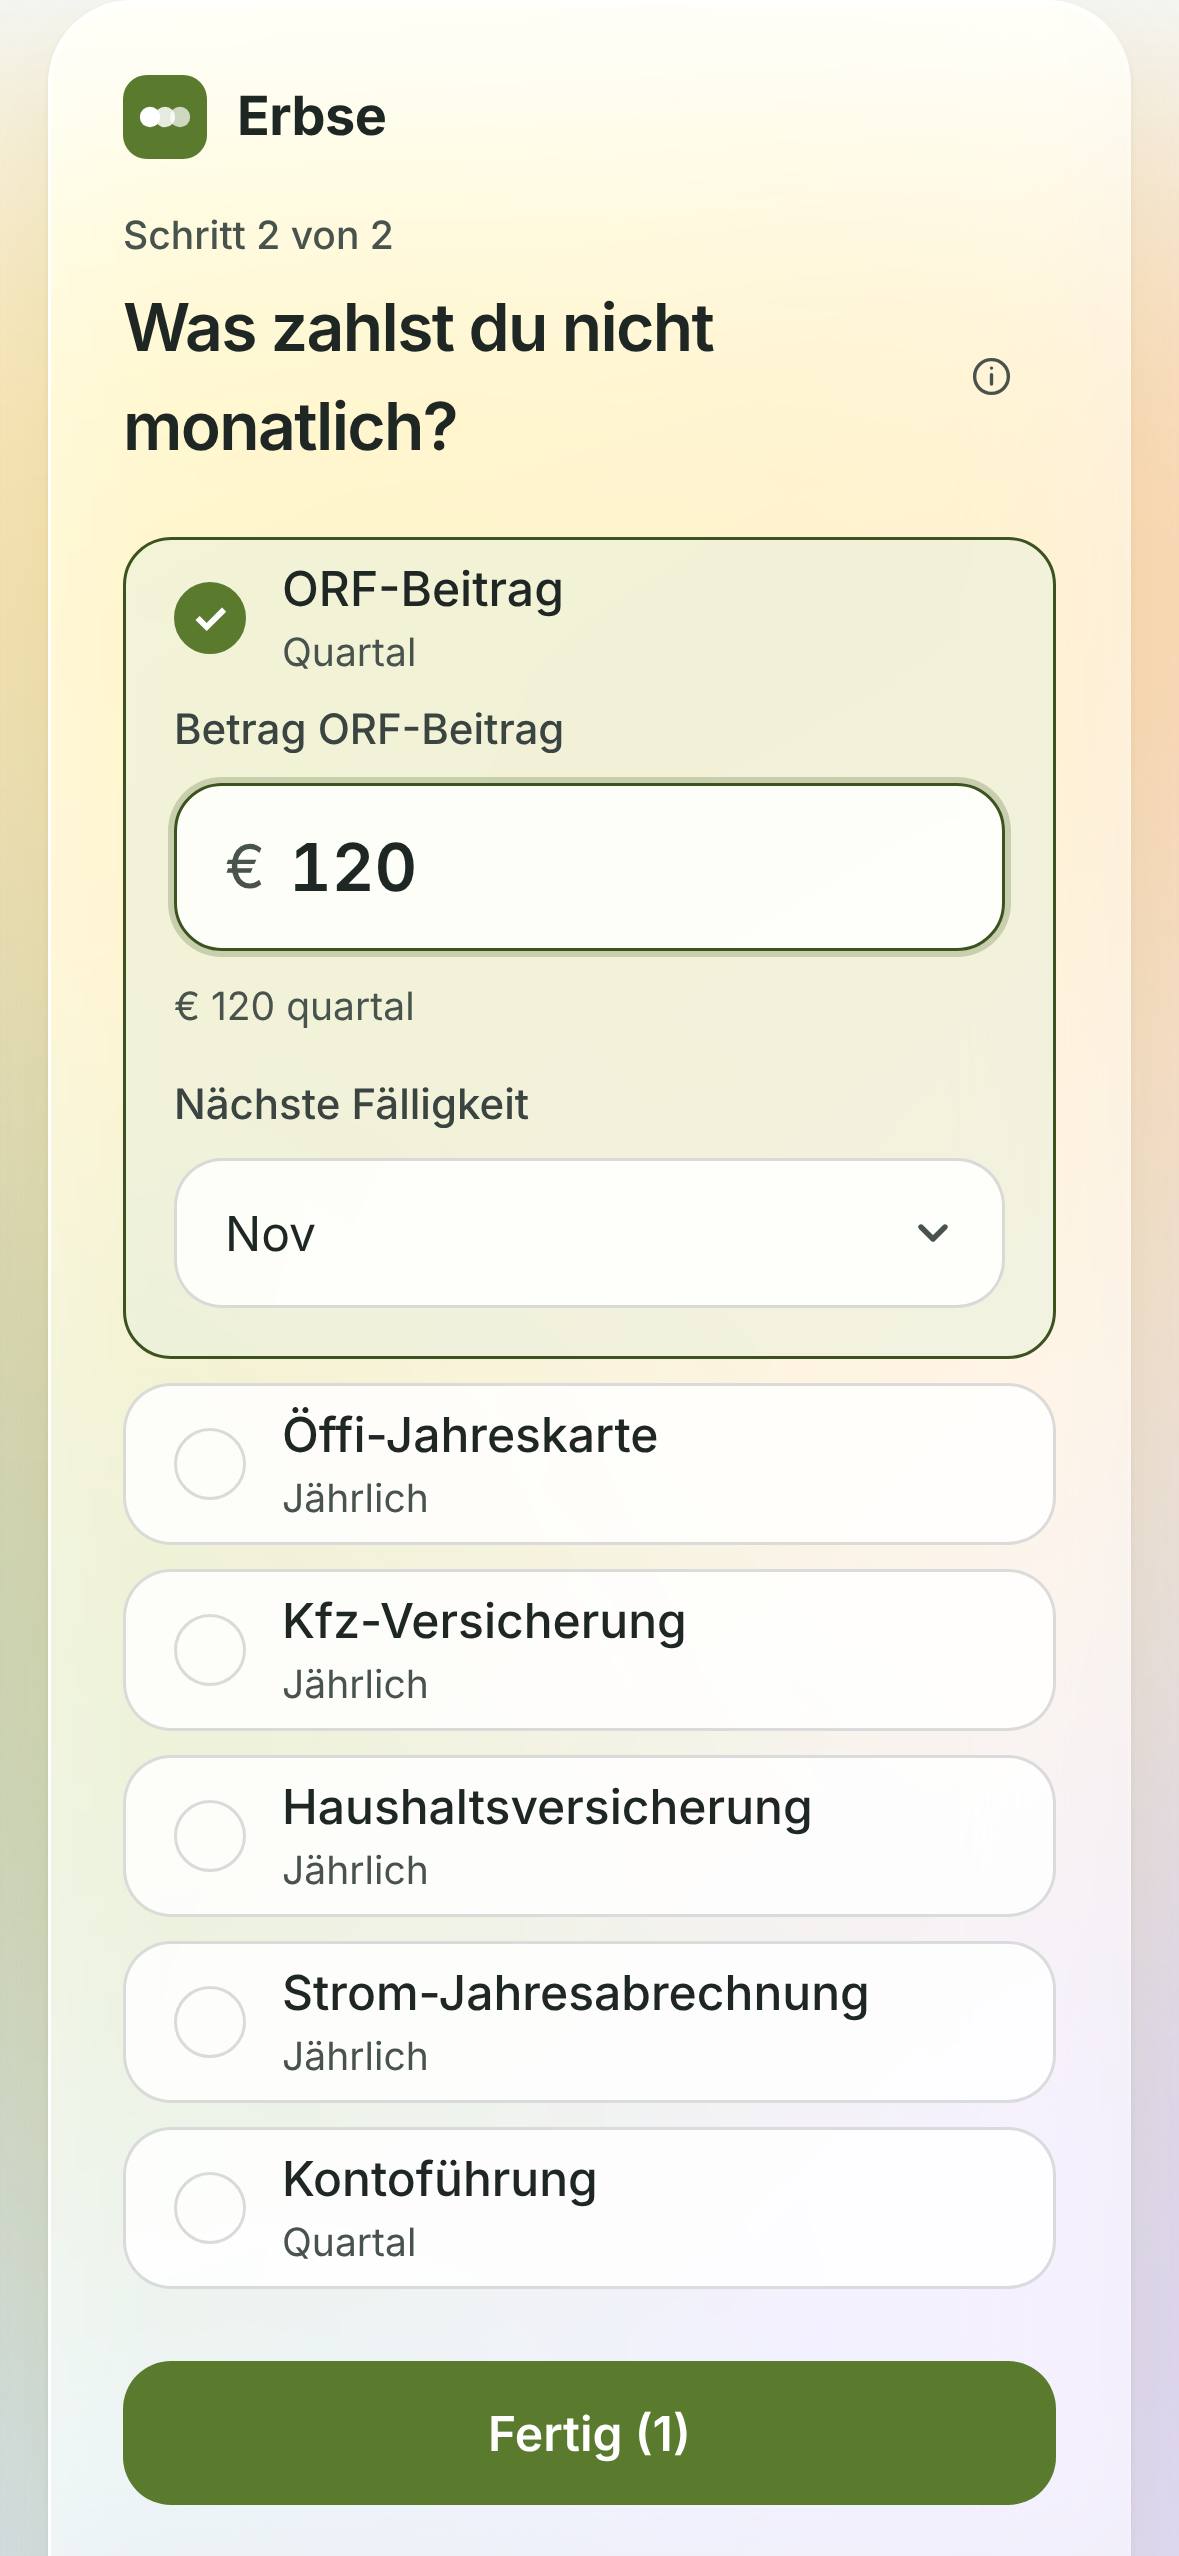 Erbse
Schritt 2 von 2
Was zahlst du nicht
monatlich?
ORF-Beitrag
Quartal
Betrag ORF-Beitrag
€ 120
€ 120 quartal
Nächste Fälligkeit
Nov
Öffi-Jahreskarte
Jährlich
Kfz-Versicherung
Jährlich
Haushaltsversicherung
Jährlich
Strom-Jahresabrechnung
Jährlich
Kontoführung
Quartal
Fertig (1)